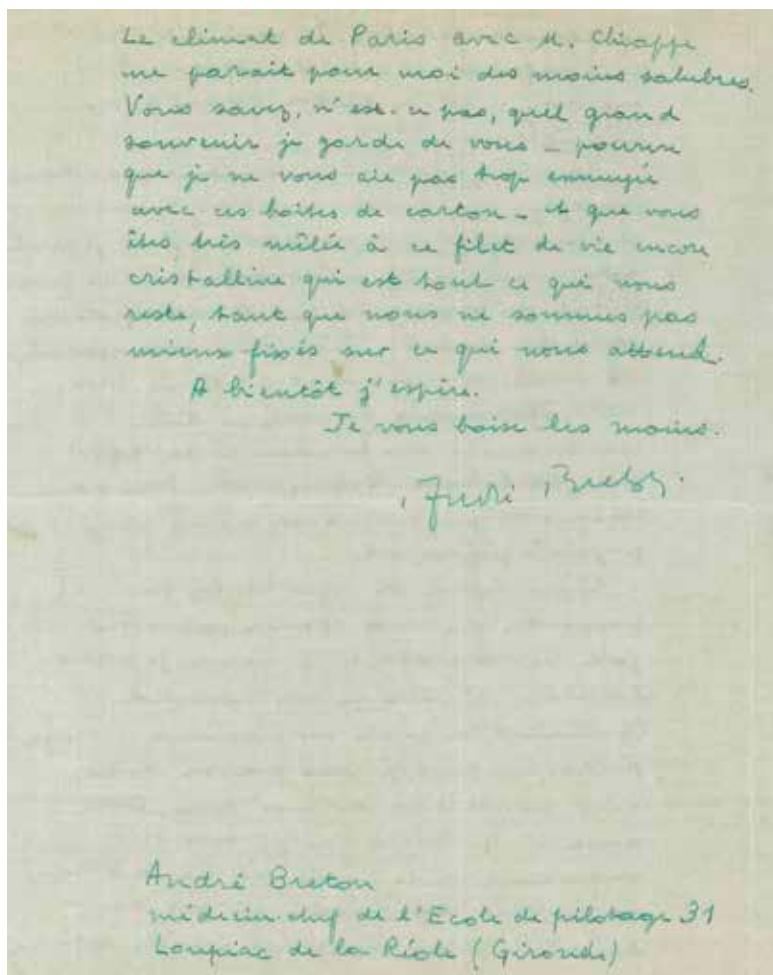 Le climat de Paris avec M. Chiappe
me parait pour moi des moins salubres.
Vous savez, n'est-ce pas, quel grand
souvenir je garde de vous – pourvu
que je ne vous aie pas trop ennuyée
avec ces boites de carton – et que vous
êtes très mêlée à ce filet de vie encore
cristalline qui est tout ce qui nous
reste, tant que nous ne sommes pas
mieux fixés sur ce qui nous attend.
A bientôt j'espère.
Je vous baise les mains.
André Breton.
André Breton
médecin-chef de l'Ecole de pilotage 31
Loupiac de la Réole (Gironde)